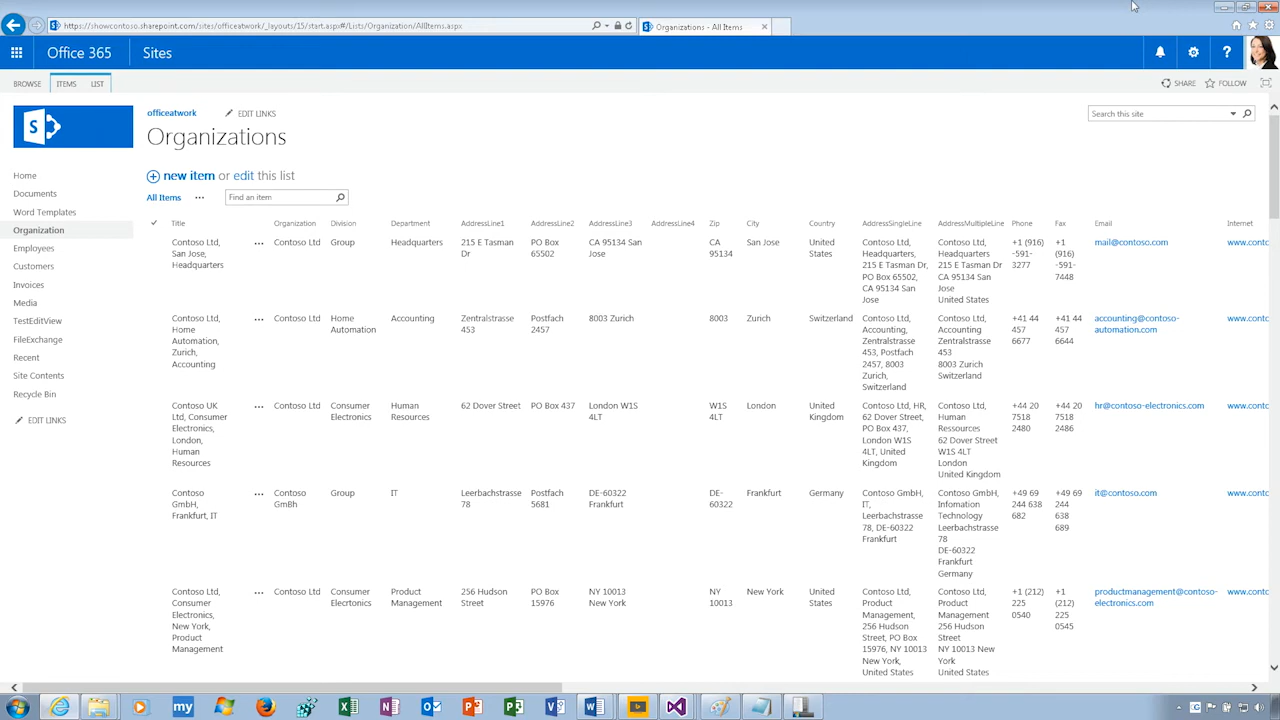 https://showcontoso.sharepoint.com/sites/officeatwork/_layouts/15/start.aspx#/Lists/Organization/AllItems.aspx
Organizations - All Items
Office 365
Sites
?
BROWSE
ITEMS
LIST
SHARE
FOLLOW
officeatwork
EDIT LINKS
Search this site
Organizations
Home
Documents
Word Templates
Organization
Employees
Customers
Invoices
Media
TestEditView
FileExchange
Recent
Site Contents
Recycle Bin
EDIT LINKS
new item or edit this list
All Items
Find an item
Title
Organization
Division
Department
AddressLine1
AddressLine2
AddressLine3
AddressLine4
Zip
City
Country
AddressSingleLine
AddressMultipleLine
Phone
Fax
Email
Internet
Contoso Ltd,
San Jose,
Headquarters
Contoso Ltd
Group
Headquarters
215 E Tasman
Dr
PO Box
65502
CA 95134 San
Jose
CA
95134
San Jose
United
States
Contoso Ltd,
Headquarters,
215 E Tasman Dr,
PO Box 65502,
CA 95134 San
Jose
Contoso Ltd,
Headquarters
215 E Tasman Dr
CA 95134 San
Jose
United States
+1 (916)
-591-
3277
+1
(916)
-591-
7448
mail@contoso.com
www.conto
Contoso Ltd,
Home
Automation,
Zurich,
Accounting
Contoso Ltd
Home
Automation
Accounting
Zentralstrasse
453
Postfach
2457
8003 Zurich
8003
Zurich
Switzerland
Contoso Ltd,
Accounting,
Zentralstrasse
453, Postfach
2457, 8003
Zurich,
Switzerland
Contoso Ltd,
Accounting
Zentralstrasse
453
8003 Zurich
Switzerland
+41 44
457
6677
+41 44
457
6644
accounting@contoso-
automation.com
www.conto
Contoso UK
Ltd, Consumer
Electronics,
London,
Human
Resources
Contoso Ltd
Consumer
Electronics
Human
Resources
62 Dover Street
PO Box 437
London W1S
4LT
W1S
4LT
London
United
Kingdom
Contoso Ltd, HR,
62 Dover Street,
PO Box 437,
London W1S
4LT, United
Kingdom
Contoso Ltd,
Human
Ressources
62 Dover Street
W1S 4LT
London
United Kingdom
+44 20
7518
2480
+44 20
7518
2486
hr@contoso-electronics.com
www.conto
Contoso
GmbH,
Frankfurt, IT
Contoso
GmBh
Group
IT
Leerbachstrasse
78
Postfach
5681
DE-60322
Frankfurt
DE-
60322
Frankfurt
Germany
Contoso GmbH,
IT,
Leerbachstrasse
78, DE-60322
Frankfurt
Contoso GmbH,
Infomation
Technology
Leerbachstrasse
78
DE-60322
Frankfurt
Germany
+49 69
244 638
682
+49 69
244
638
689
it@contoso.com
www.conto
Contoso Ltd,
Consumer
Electronics,
New York,
Product
Management
Contoso Ltd
Consumer
Elecrtonics
Product
Management
256 Hudson
Street
PO Box
15976
NY 10013
New York
NY
10013
New York
United
States
Contoso Ltd,
Product
Management,
256 Hudson
Street, PO Box
15976, NY 10013
New York,
United States
Contoso Ltd,
Product
Management
256 Hudson
Street
NY 10013 New
York
United States
+1 (212)
225
0540
+1
(212)
225
0545
productmanagement@contoso-
electronics.com
www.conto
my